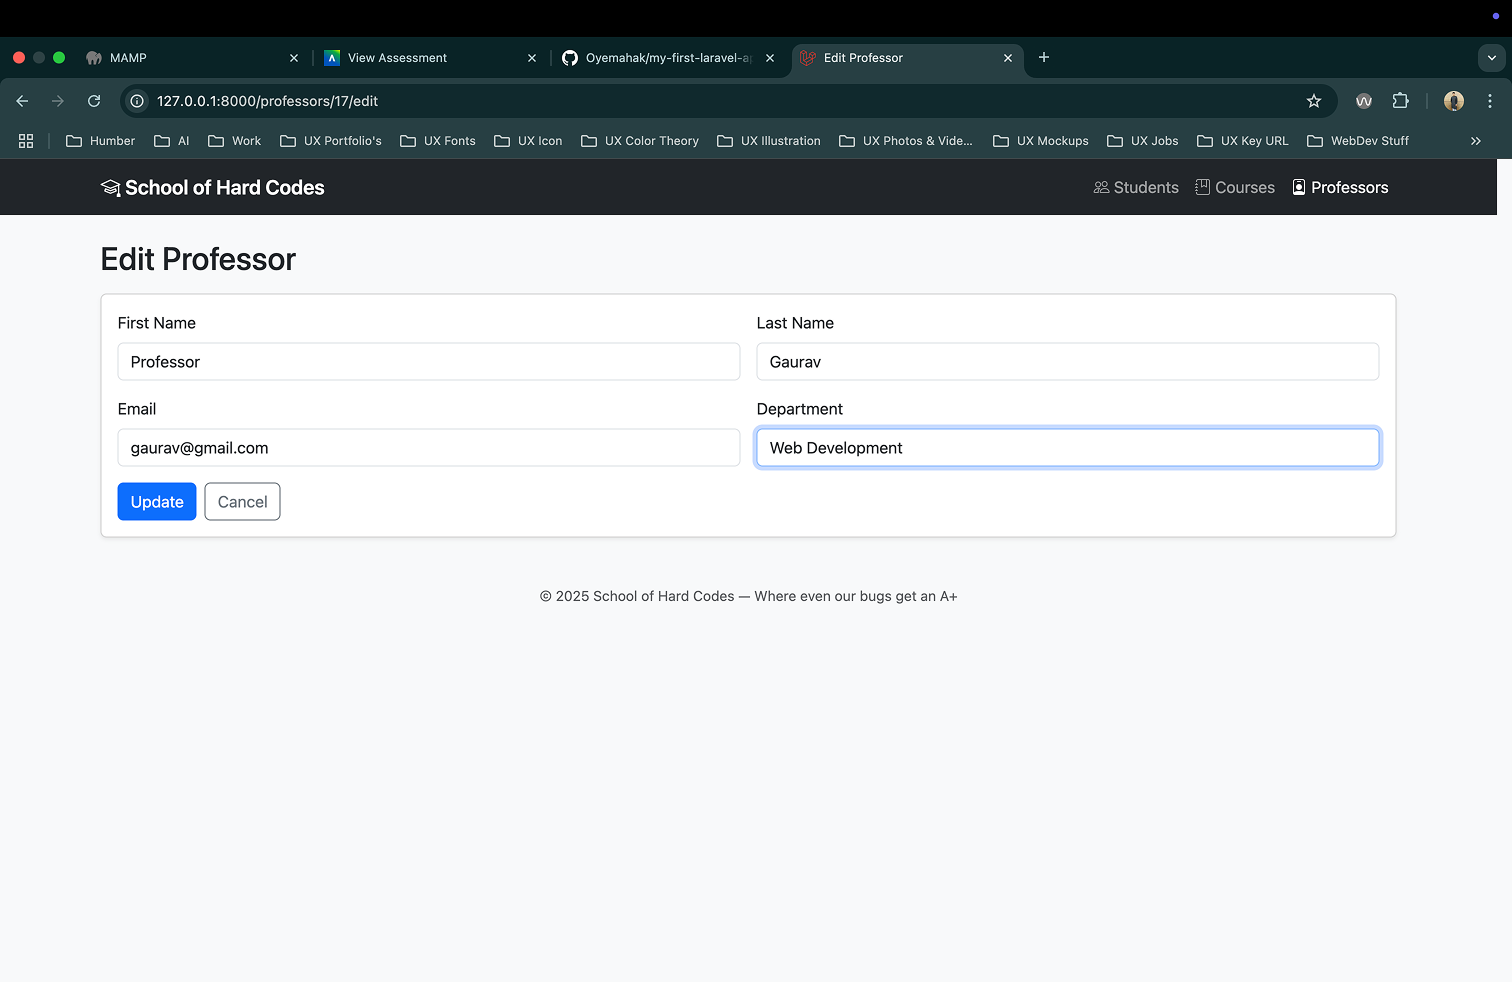 MAMP
View Assessment
Oyemahak/my-first-laravel-a
Edit Professor
127.0.0.1:8000/professors/17/edit
Humber
AI
Work
UX Portfolio's
UX Fonts
UX Icon
UX Color Theory
UX Illustration
UX Photos & Vide...
UX Mockups
UX Jobs
UX Key URL
WebDev Stuff
School of Hard Codes
Students
Courses
Professors
Edit Professor
First Name
Last Name
Professor
Gaurav
Email
Department
gaurav@gmail.com
Web Development
Update
Cancel
© 2025 School of Hard Codes — Where even our bugs get an A+